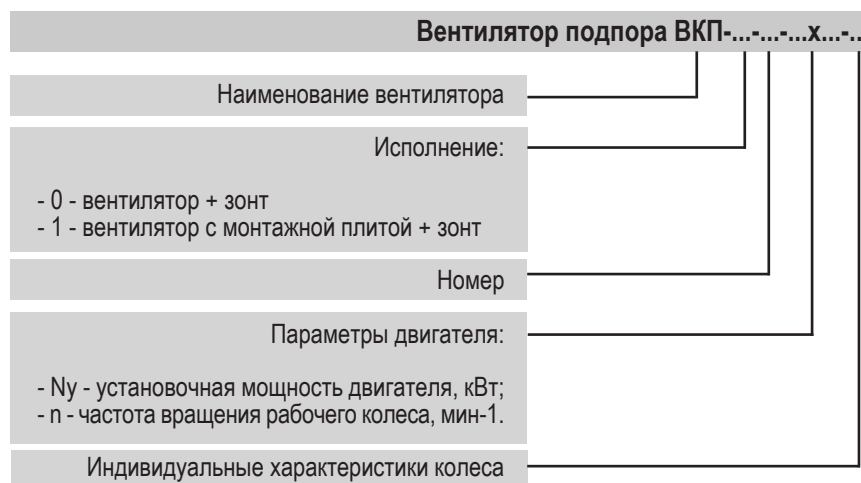 Вентилятор подпора ВКП-...-...-...х...-..
Наименование вентилятора
Исполнение:
- 0 - вентилятор + зонт
- 1 - вентилятор с монтажной плитой + зонт
Номер
Параметры двигателя:
- Ny - установочная мощность двигателя, кВт;
- n - частота вращения рабочего колеса, мин-1.
Индивидуальные характеристики колеса